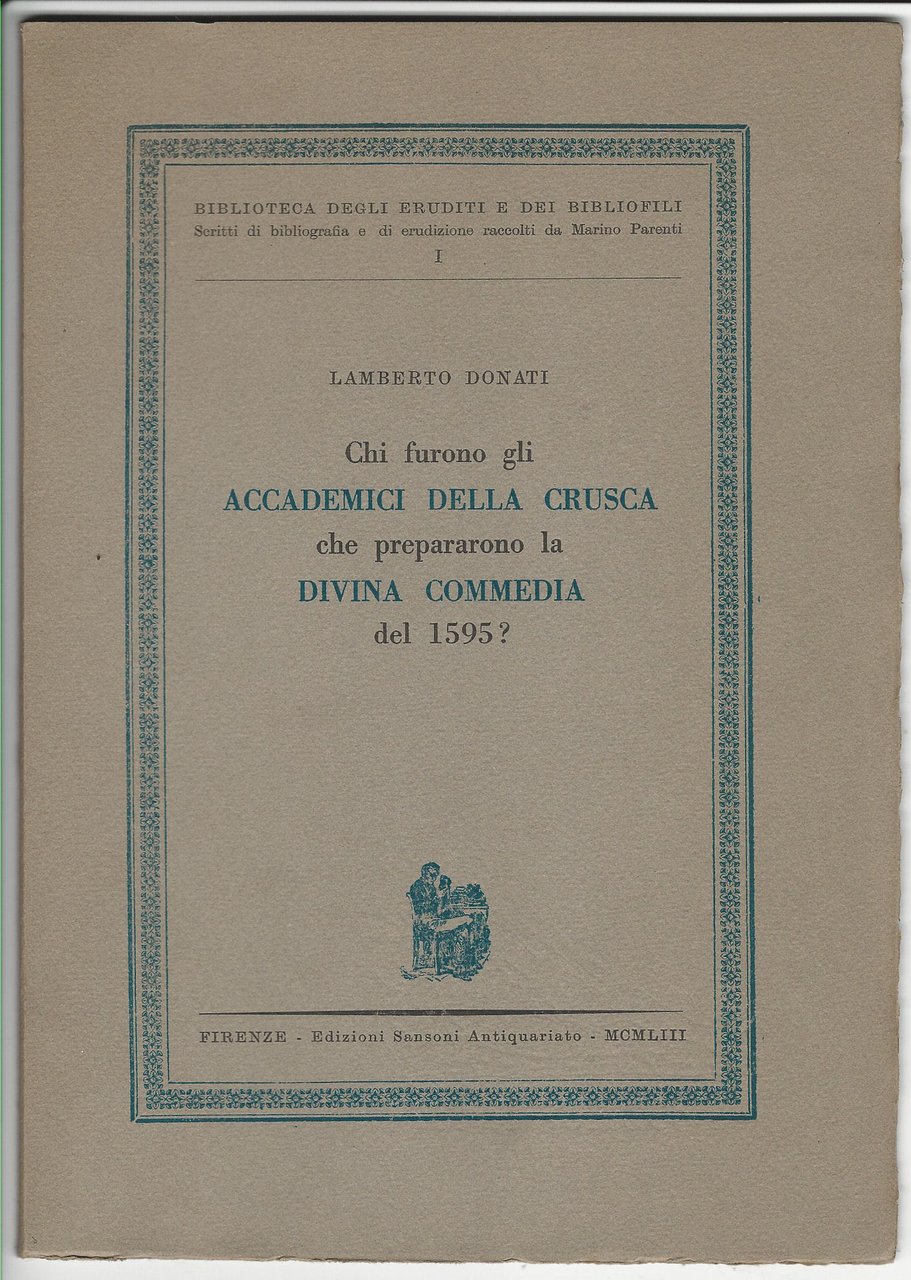 BIBLIOTECA DEGLI ERUDITI E DEI BIBLIOFILI
Scritti di bibliografia e di erudizione raccolti da Marino Parenti
I
LAMBERTO DONATI
Chi furono gli
ACCADEMICI DELLA CRUSCA
che prepararono la
DIVINA COMMEDIA
del 1595?
FIRENZE - Edizioni Sansoni Antiquariato - MCMLIII